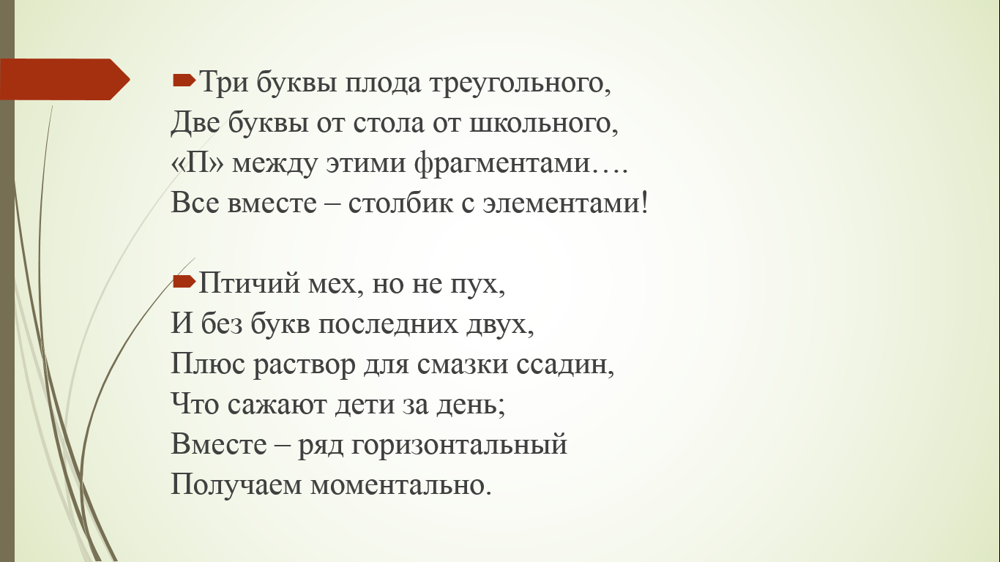 Три буквы плода треугольного,
Две буквы от стола от школьного,
«П» между этими фрагментами….
Все вместе – столбик с элементами!
Птичий мех, но не пух,
И без букв последних двух,
Плюс раствор для смазки ссадин,
Что сажают дети за день;
Вместе – ряд горизонтальный
Получаем моментально.